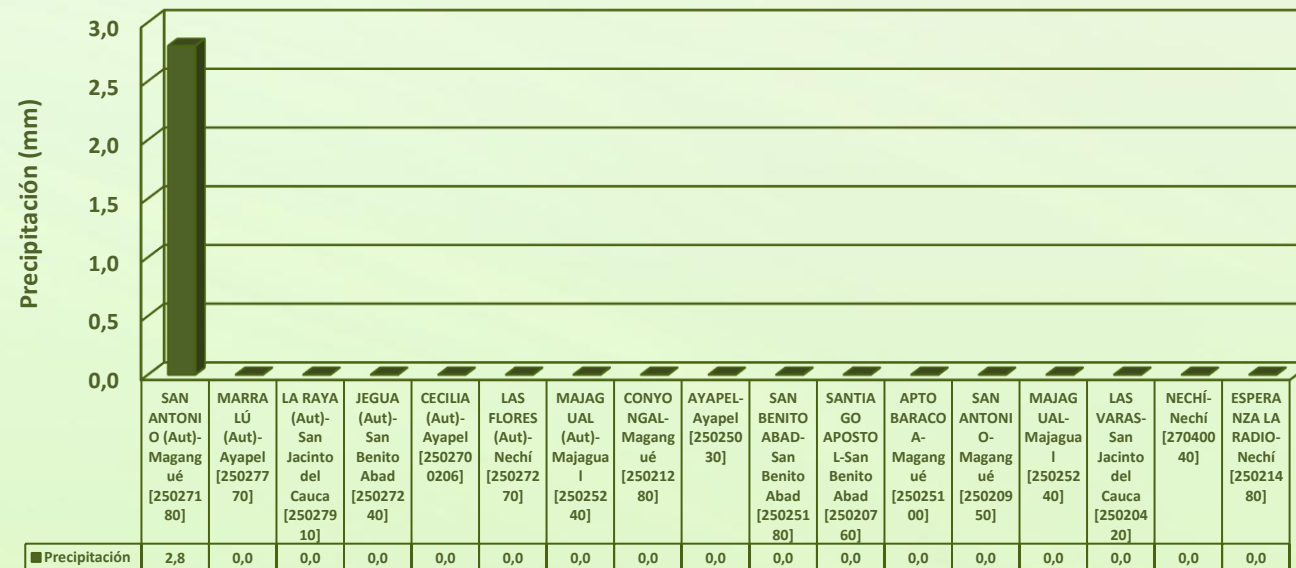 Precipitación (mm)
3,0
2,5
2,0
1,5
1,0
0,5
0,0
SAN
ANTONI
O (Aut)-
Magang
ué
[250271
80]
MARRA
LÚ
(Aut)-
Ayapel
[250277
70]
LA RAYA
(Aut)-
San
Jacinto
del
Cauca
[250279
10]
JEGUA
(Aut)-
San
Benito
Abad
[250272
40]
CECILIA
(Aut)-
Ayapel
[250270
0206]
LAS
FLORES
(Aut)-
Nechí
[250272
70]
MAJAG
UAL
(Aut)-
Majagua
l
[250252
40]
CONYO
NGAL-
Magang
ué
[250212
80]
AYAPEL-
Ayapel
[250250
30]
SAN
BENITO
ABAD-
San
Benito
Abad
[250251
80]
SANTIA
GO
APOSTO
L-San
Benito
Abad
[250207
60]
APTO
BARACO
A-
Magang
ué
[250251
00]
SAN
ANTONI
O-
Magang
ué
[250209
50]
MAJAG
UAL-
Majagua
l
[250252
40]
LAS
VARAS-
San
Jacinto
del
Cauca
[250204
20]
NECHÍ-
Nechí
[270400
40]
ESPERA
NZA LA
RADIO-
Nechí
[250214
80]
Precipitación 2,8 0,0 0,0 0,0 0,0 0,0 0,0 0,0 0,0 0,0 0,0 0,0 0,0 0,0 0,0 0,0 0,0